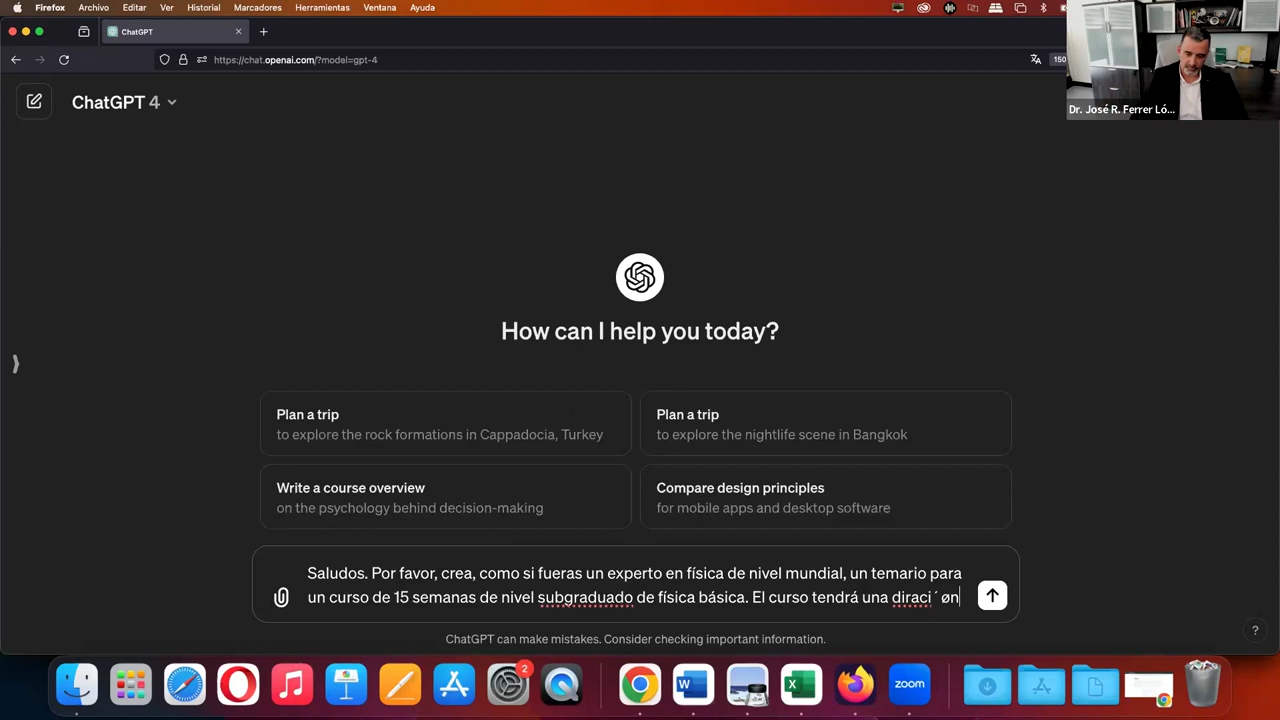 Firefox Archivo Editar Ver Historial Marcadores Herramientas Ventana Ayuda
ChatGPT
https://chat.openai.com/?model=gpt-4
150
Dr. José R. Ferrer Ló...
ChatGPT 4
How can I help you today?
Plan a trip
to explore the rock formations in Cappadocia, Turkey
Plan a trip
to explore the nightlife scene in Bangkok
Write a course overview
on the psychology behind decision-making
Compare design principles
for mobile apps and desktop software
Saludos. Por favor, crea, como si fueras un experto en física de nivel mundial, un temario para
un curso de 15 semanas de nivel subgraduado de física básica. El curso tendrá una diraci´øn
ChatGPT can make mistakes. Consider checking important information.
?
2
zoom